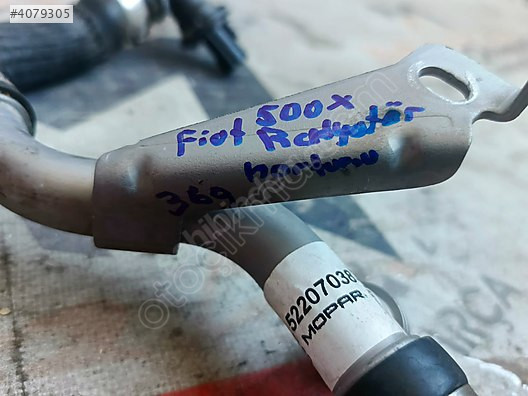 #4079305
Fiat 500x
Radyatör
369 hortumu
52207038
MOPAR